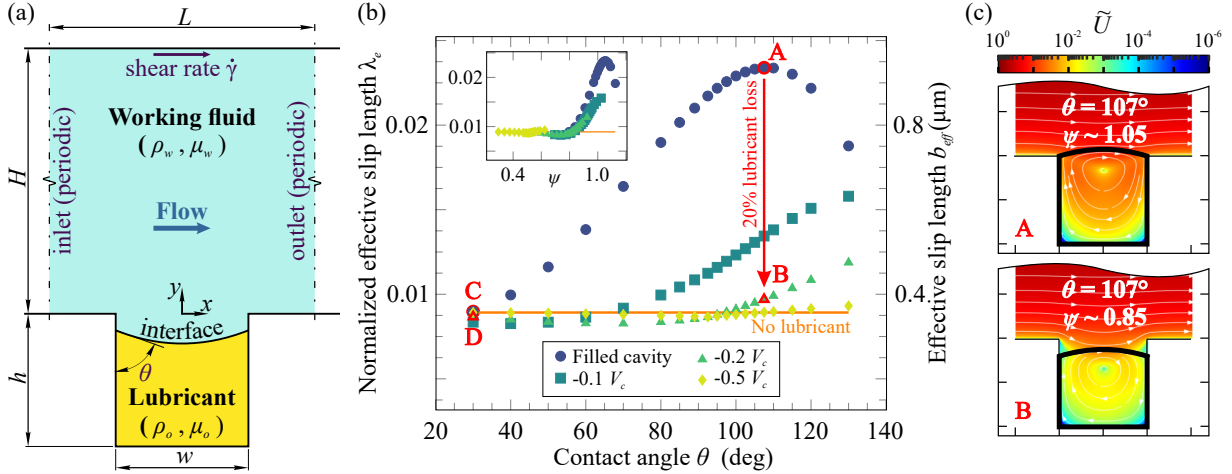 (a)
L
shear rate γ̇
Working fluid
(ρ_w , μ_w)
H
inlet (periodic)
outlet (periodic)
Flow
y
x
interface
θ
h
Lubricant
(ρ_o , μ_o)
w
(b)
Normalized effective slip length λ_e
0.02
0.01
0.02
0.01
0.4
ψ
1.0
A
20% lubricant loss
B
C
D
No lubricant
Filled cavity
-0.1 V_c
-0.2 V_c
-0.5 V_c
20
40
60
80
100
120
140
Contact angle θ (deg)
0.8
0.4
Effective slip length b_eff (μm)
(c)
Ũ
10⁰
10⁻²
10⁻⁴
10⁻⁶
θ = 107°
ψ ~ 1.05
A
θ = 107°
ψ ~ 0.85
B